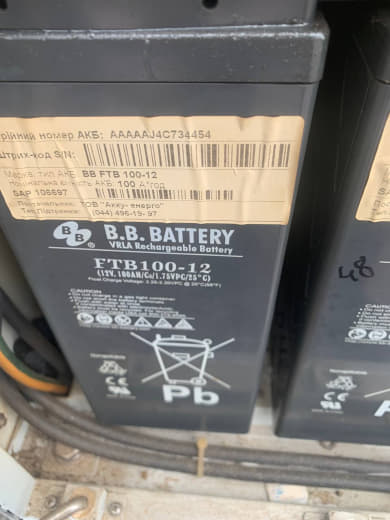 рійний номер АКБ: AAAAAJ4C734454
Штрих-код S/N:
Марка, тип АКБ: BB FTB 100-12
Номінальна ємність АКБ: 100 А*год
SAP 106697
Постачальник: ТОВ "Акку-енерго"
Тел.Підтримки: (044) 496-19-97
BB
B.B. BATTERY
VRLA Rechargeable Battery
FTB100-12
(12V, 100AH/C₈/1.75VPC/25°C)
CAUTION
Pb
48